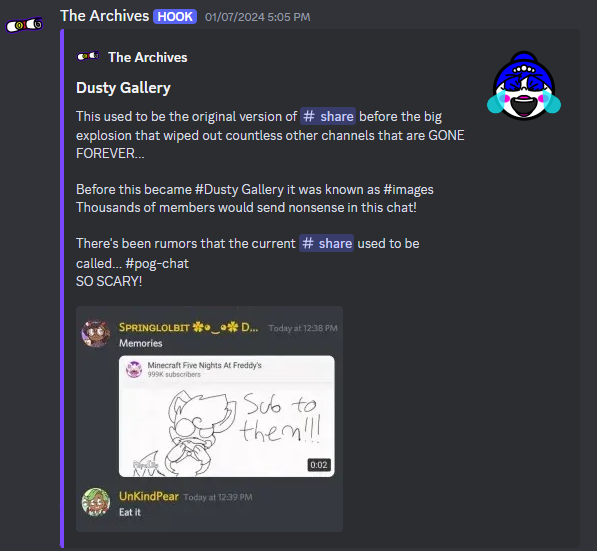 The Archives HOOK 01/07/2024 5:05 PM
The Archives
Dusty Gallery
This used to be the original version of # share before the big
explosion that wiped out countless other channels that are GONE
FOREVER...
Before this became #Dusty Gallery it was known as #images
Thousands of members would send nonsense in this chat!
There's been rumors that the current # share used to be
called... #pog-chat
SO SCARY!
SPRINGLOLBIT ✽◕‿◕✽ D... Today at 12:38 PM
Memories
Minecraft Five Nights At Freddy's
999K subscribers
Sub to
them!!!
0:02
UnKindPear Today at 12:39 PM
Eat it